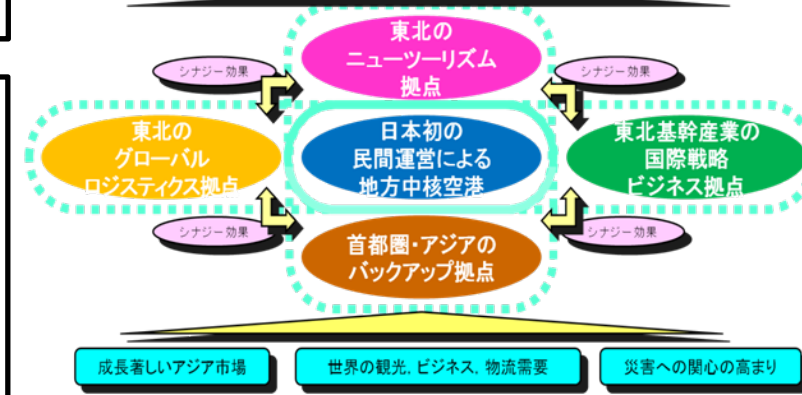 東北の
ニューツーリズム
拠点
シナジー効果
シナジー効果
東北の
グローバル
ロジスティクス拠点
日本初の
民間運営による
地方中核空港
東北基幹産業の
国際戦略
ビジネス拠点
シナジー効果
シナジー効果
首都圏・アジアの
バックアップ拠点
成長著しいアジア市場
世界の観光，ビジネス，物流需要
災害への関心の高まり